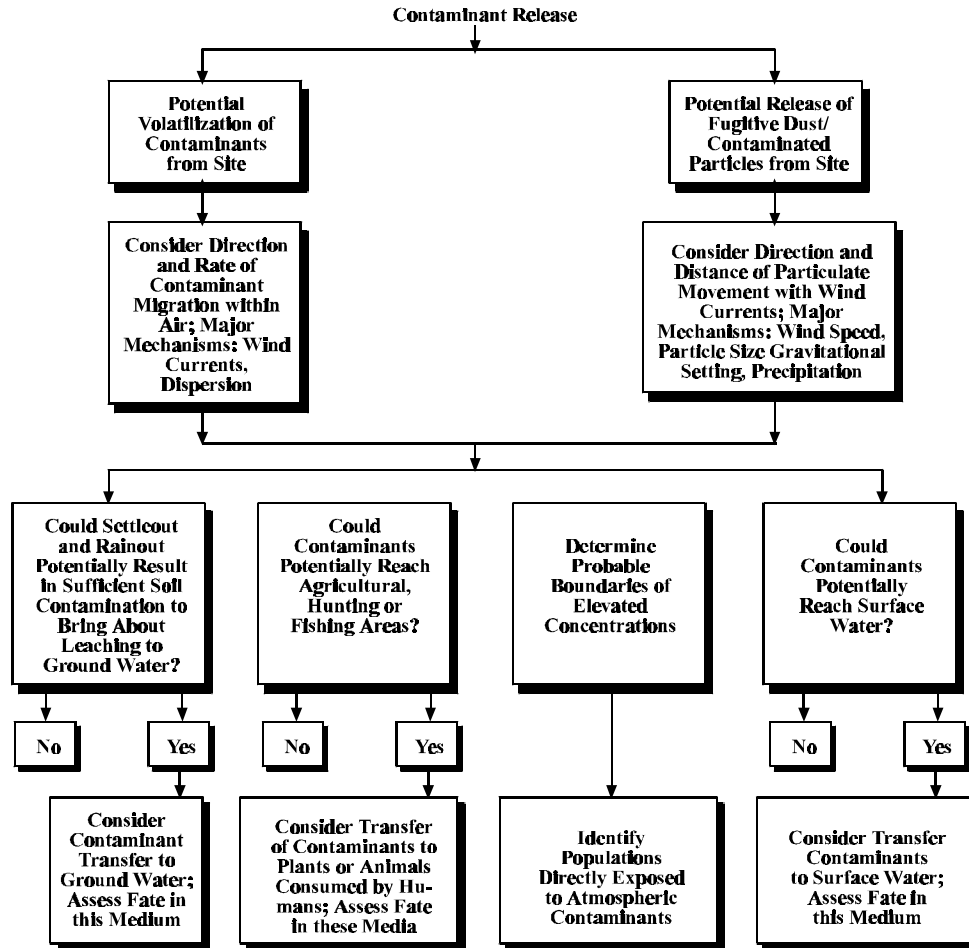 Contaminant Release
Potential
Volatilization of
Contaminants
from Site
Potential Release of
Fugitive Dust/
Contaminated
Particles from Site
Consider Direction
and Rate of
Contaminant
Migration within
Air; Major
Mechanisms: Wind
Currents,
Dispersion
Consider Direction and
Distance of Particulate
Movement with Wind
Currents; Major
Mechanisms: Wind Speed,
Particle Size Gravitational
Setting, Precipitation
Could Settleout
and Rainout
Potentially Result
in Sufficient Soil
Contamination to
Bring About
Leaching to
Ground Water?
Could
Contaminants
Potentially Reach
Agricultural,
Hunting or
Fishing Areas?
Determine
Probable
Boundaries of
Elevated
Concentrations
Could
Contaminants
Potentially
Reach Surface
Water?
No
Yes
No
Yes
No
Yes
Consider
Contaminant
Transfer to
Ground Water;
Assess Fate in
this Medium
Consider Transfer
of Contaminants to
Plants or Animals
Consumed by Hu-
mans; Assess Fate
in these Media
Identify
Populations
Directly Exposed
to Atmospheric
Contaminants
Consider Transfer
Contaminants
to Surface Water;
Assess Fate in
this Medium